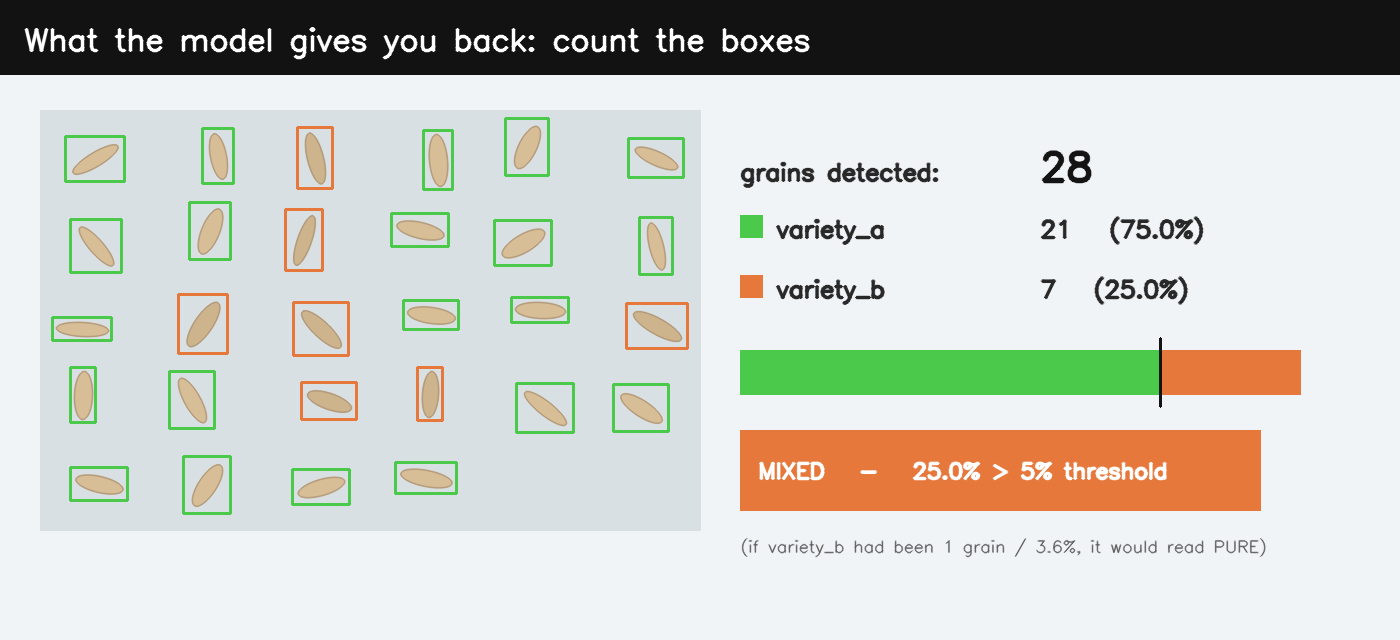 What the model gives you back: count the boxes
grains detected: 28
variety_a 21 (75.0%)
variety_b 7 (25.0%)
MIXED – 25.0% > 5% threshold
(if variety_b had been 1 grain / 3.6%, it would read PURE)